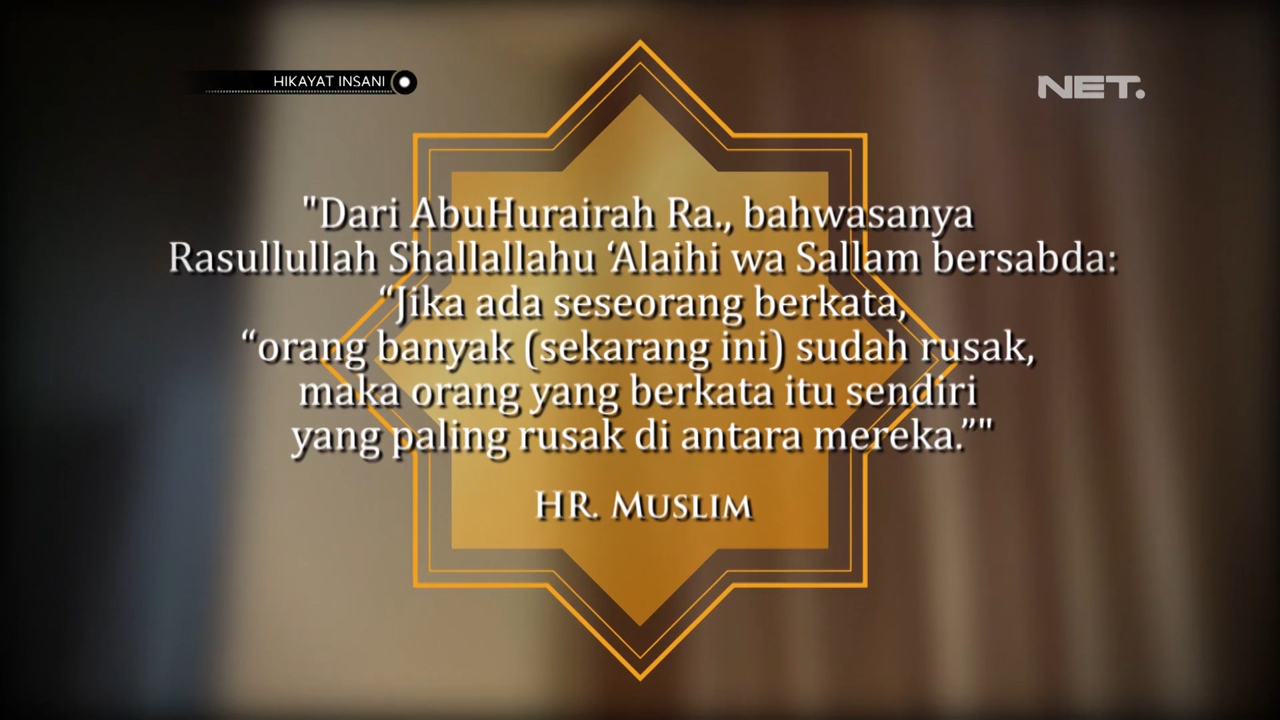 HIKAYAT INSANI
NET.
"Dari AbuHurairah Ra., bahwasanya
Rasullullah Shallallahu ‘Alaihi wa Sallam bersabda:
“Jika ada seseorang berkata,
“orang banyak (sekarang ini) sudah rusak,
maka orang yang berkata itu sendiri
yang paling rusak di antara mereka.”"
HR. MUSLIM